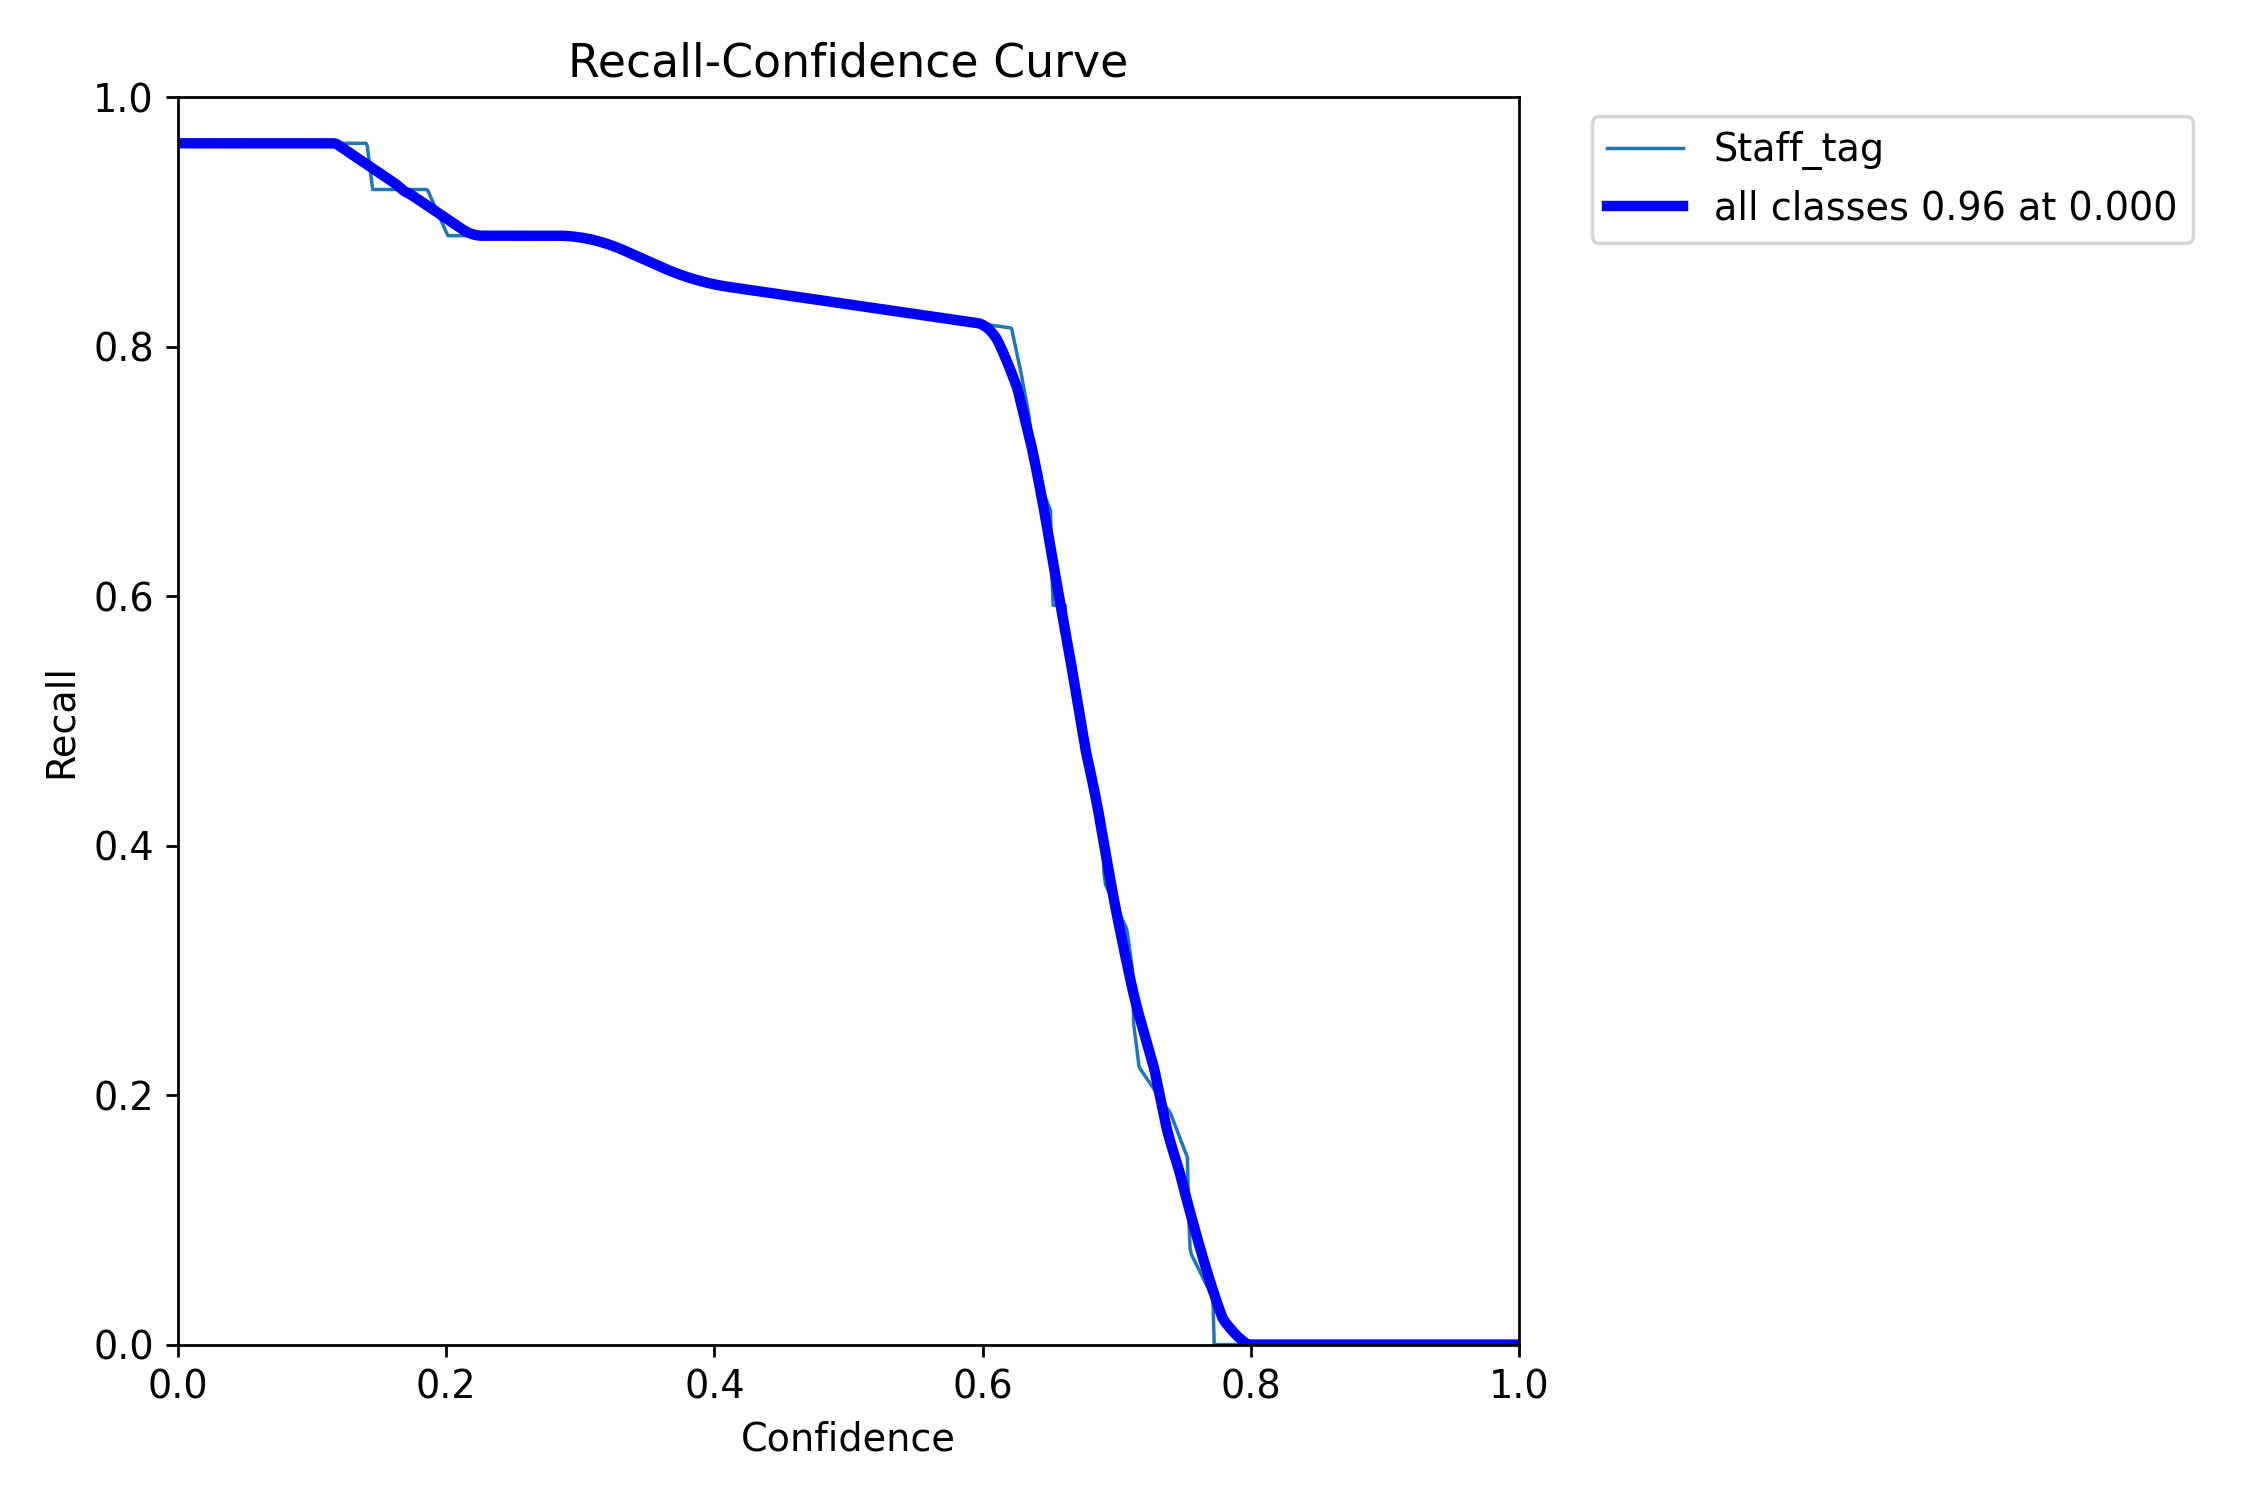 Recall-Confidence Curve
1.0
0.8
0.6
0.4
0.2
0.0
Recall
0.0 0.2 0.4 0.6 0.8 1.0
Confidence
Staff_tag
all classes 0.96 at 0.000